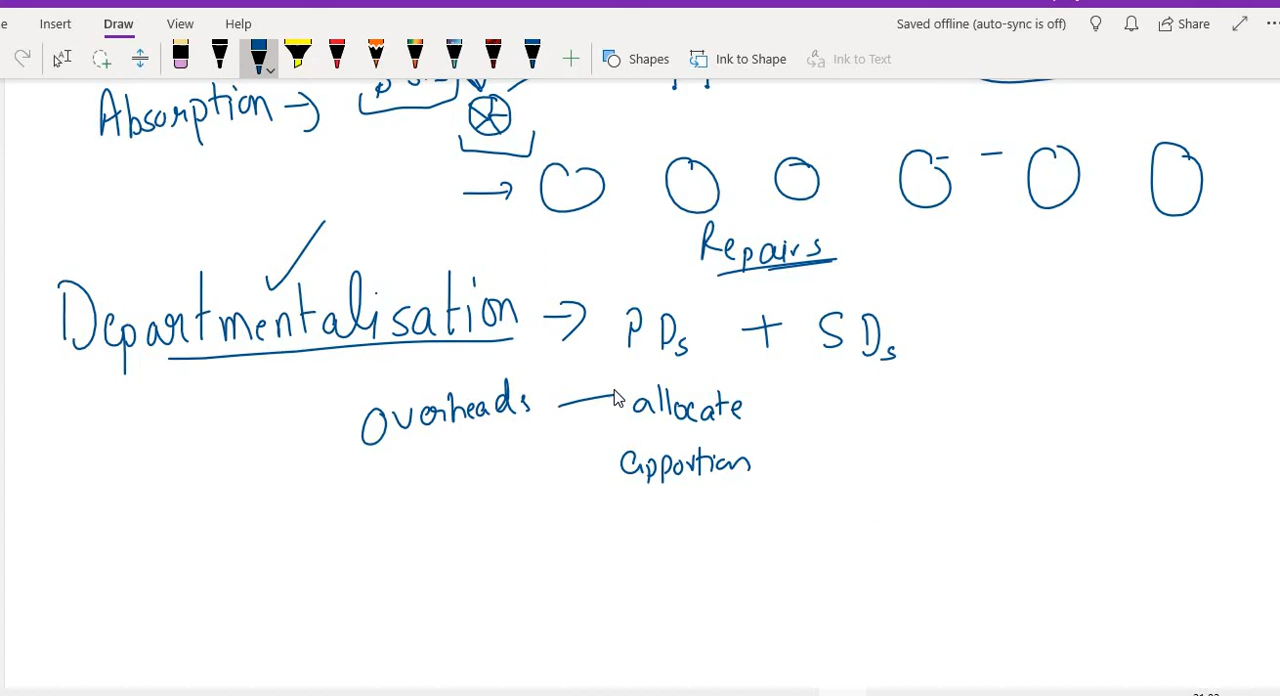 Insert Draw View Help Saved offline (auto-sync is off) Share
Shapes Ink to Shape Ink to Text
Absorption →
→
Repairs
Departmentalisation → PDs + SDs
Overheads → allocate
apportion